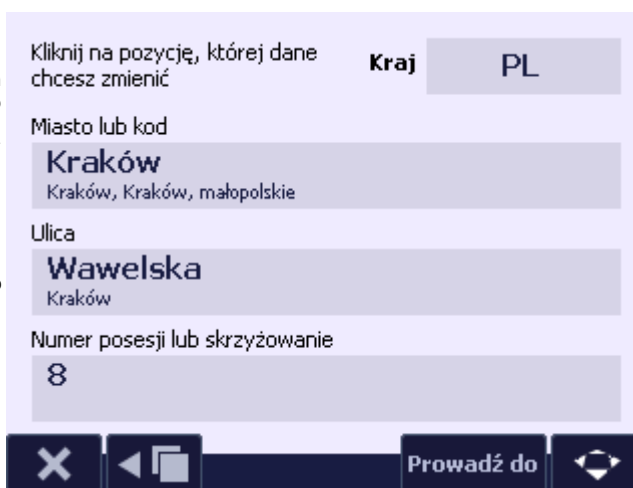 Kliknij na pozycję, której dane
chcesz zmienić
Kraj
PL
Miasto lub kod
Kraków
Kraków, Kraków, małopolskie
Ulica
Wawelska
Kraków
Numer posesji lub skrzyżowanie
8
Prowadź do